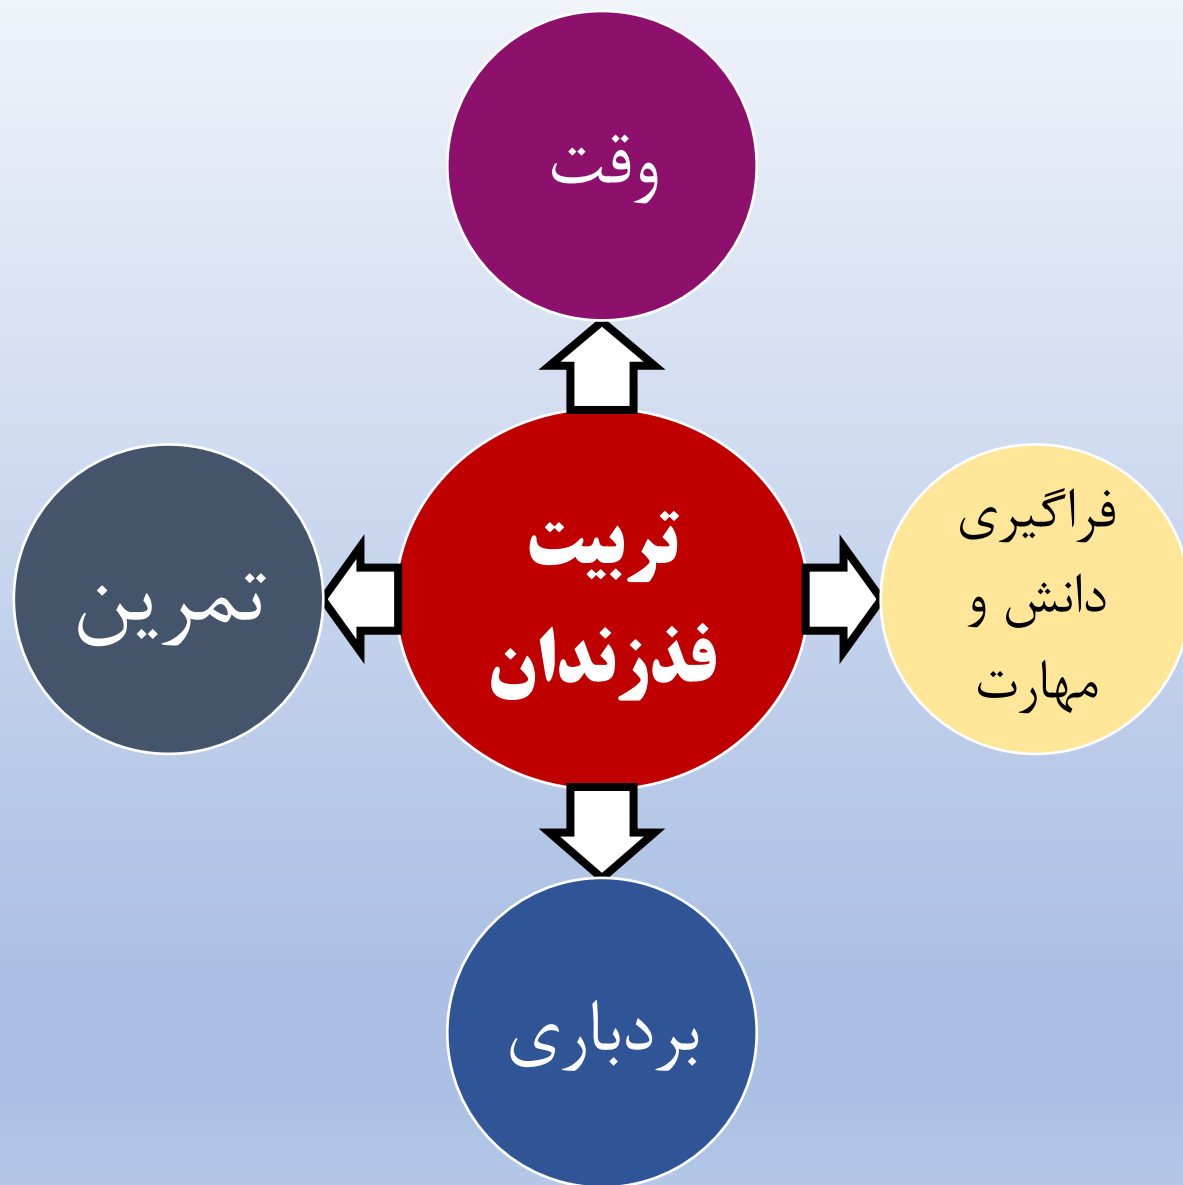 وقت
فراگیری
دانش و
مهارت
تربیت
فذزندان
تمرین
بردباری